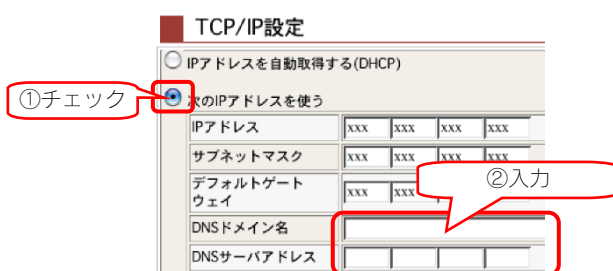 TCP/IP設定
IPアドレスを自動取得する(DHCP)
①チェック
次のIPアドレスを使う
IPアドレス xxx xxx xxx xxx
サブネットマスク xxx xxx xxx xxx
②入力
デフォルトゲートウェイ xxx xxx
DNSドメイン名
DNSサーバアドレス